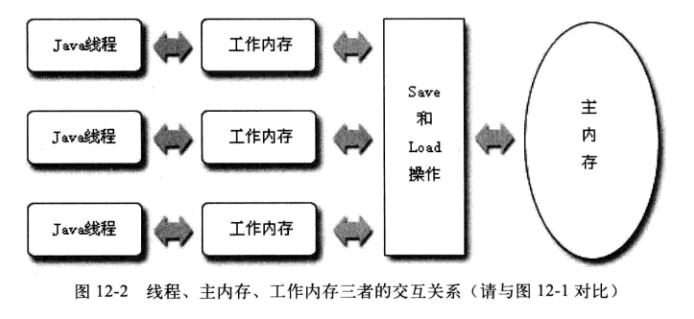 Java线程
工作内存
Java线程
工作内存
Java线程
工作内存
Save
和
Load
操作
主
内
存
图 12-2 线程、主内存、工作内存三者的交互关系（请与图 12-1 对比）